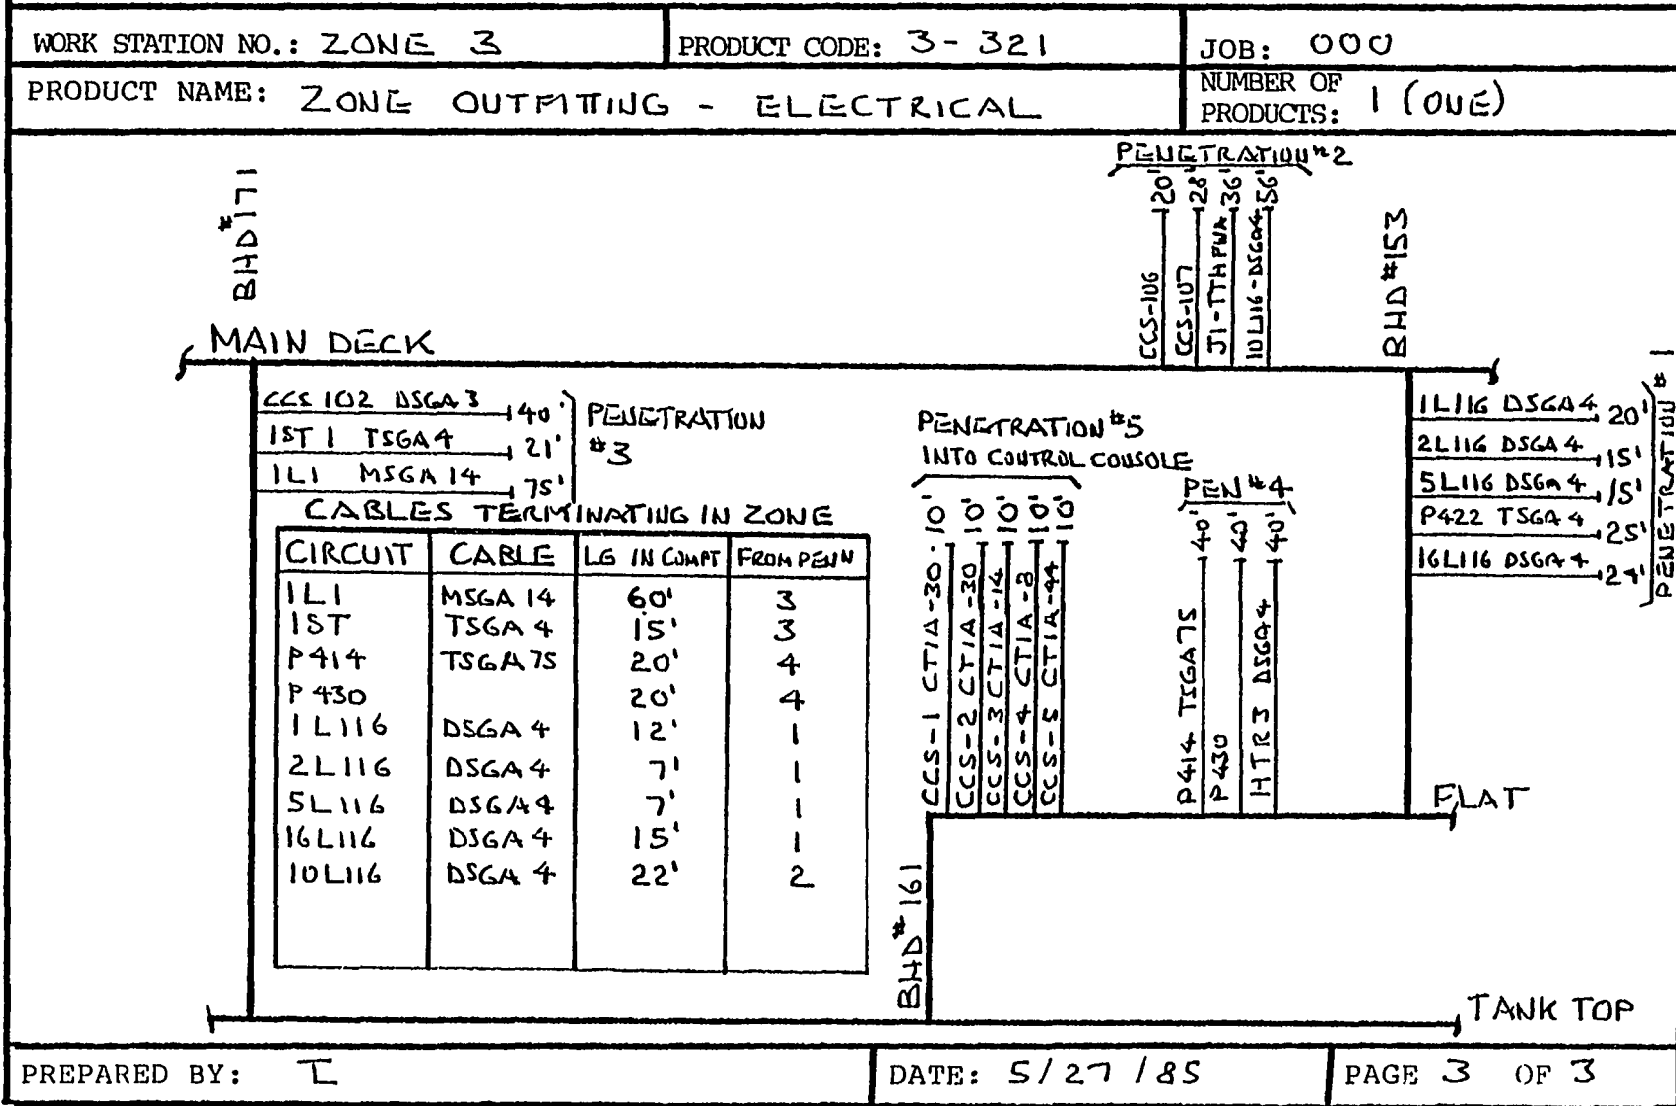 WORK STATION NO.: ZONE 3
PRODUCT CODE: 3-321
JOB: 000
PRODUCT NAME: ZONE OUTFITTING - ELECTRICAL
NUMBER OF
PRODUCTS: 1 (ONE)
PENETRATION #2
CCS-106 20'
CCS-107 28'
J1-TTHFWA 36'
10L116-DSGA4 56'
BHD #171
BHD #153
MAIN DECK
CCS 102 DSGA 3 40'
1ST 1 TSGA 4 21'
1L1 MSGA 14 75'
PENETRATION
#3
PENETRATION #5
INTO CONTROL CONSOLE
CCS-1 CTIA-30 10'
CCS-2 CTIA-30 10'
CCS-3 CTIA-14 10'
CCS-4 CTIA-8 10'
CCS-5 CTIA-44 10'
PEN #4
P414 TSGA75 40'
P430 40'
HTR3 DSGA4 40'
1L116 DSGA 4 20'
2L116 DSGA 4 15'
5L116 DSGA 4 15'
P422 TSGA 4 25'
16L116 DSGA 4 24'
PENETRATION #1
CABLES TERMINATING IN ZONE
CIRCUIT CABLE LG IN COMPT FROM PENN
1L1 MSGA 14 60' 3
1ST TSGA 4 15' 3
P414 TSGA 75 20' 4
P430 20' 4
1L116 DSGA 4 12' 1
2L116 DSGA 4 7' 1
5L116 DSGA 4 7' 1
16L116 DSGA 4 15' 1
10L116 DSGA 4 22' 2
FLAT
BHD #161
TANK TOP
PREPARED BY: I
DATE: 5/27/85
PAGE 3 OF 3